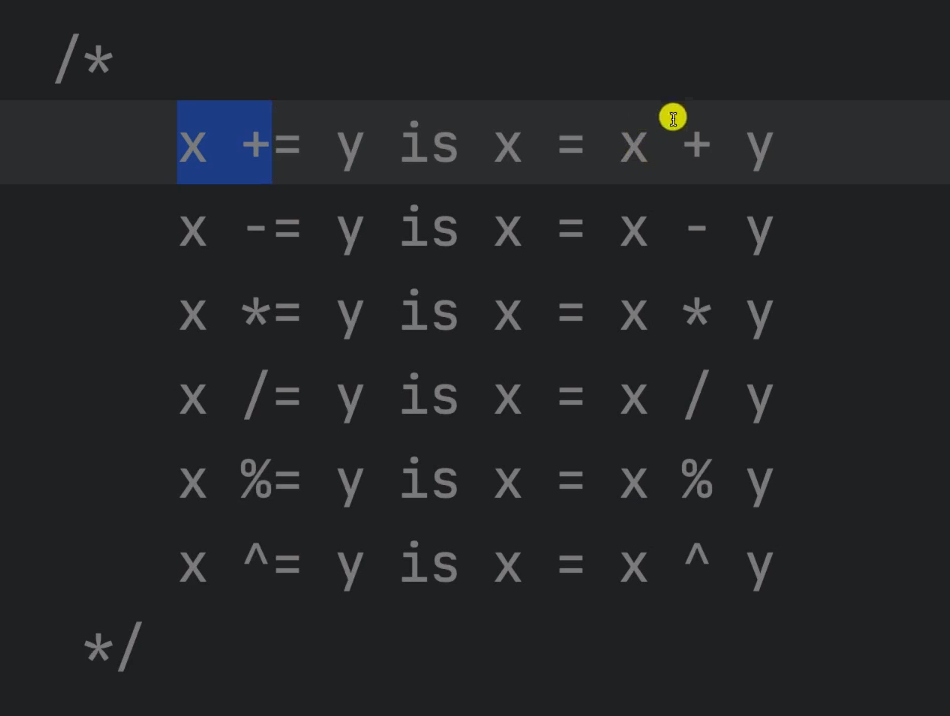 /*
x += y is x = x + y
x -= y is x = x - y
x *= y is x = x * y
x /= y is x = x / y
x %= y is x = x % y
x ^= y is x = x ^ y
*/